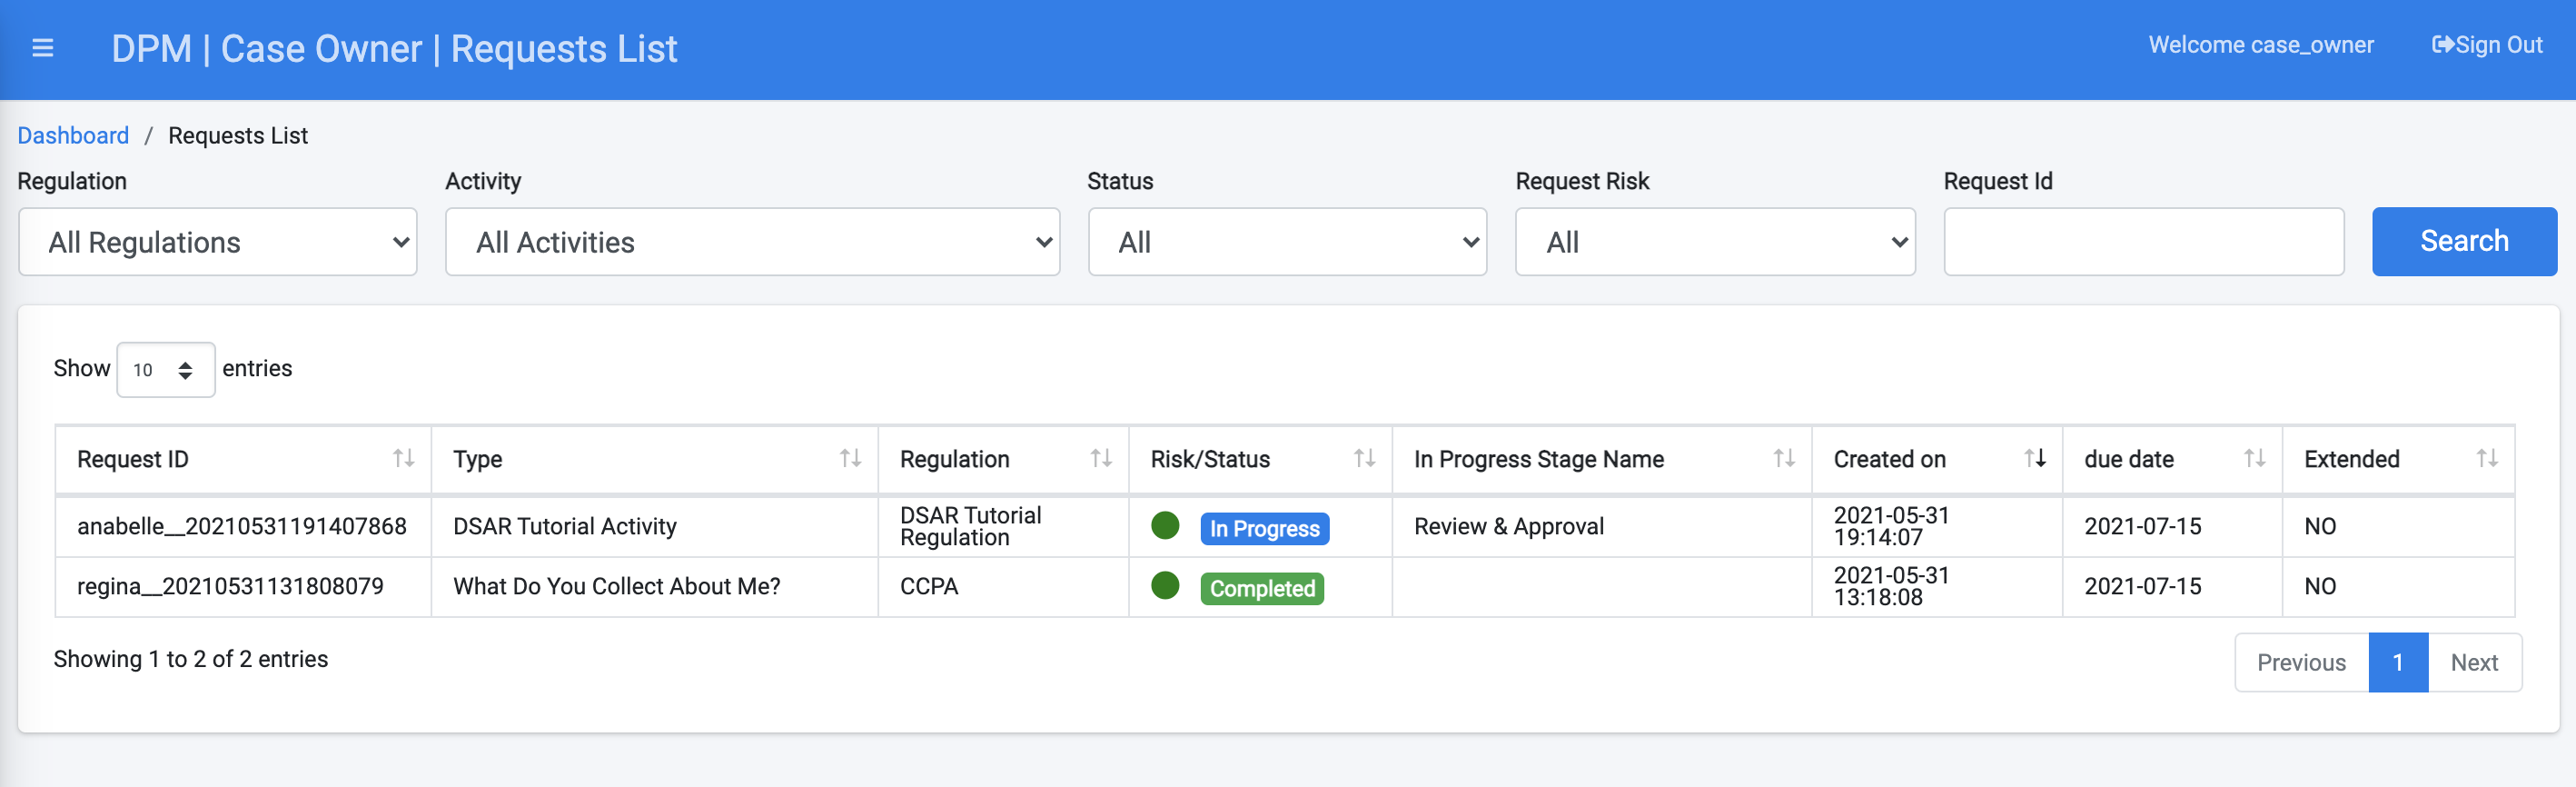 DPM | Case Owner | Requests List
Welcome case_owner
Sign Out
Dashboard / Requests List
Regulation
Activity
Status
Request Risk
Request Id
All Regulations
All Activities
All
All
Search
Show 10 entries
Request ID
Type
Regulation
Risk/Status
In Progress Stage Name
Created on
due date
Extended
anabelle__20210531191407868
DSAR Tutorial Activity
DSAR Tutorial
Regulation
In Progress
Review & Approval
2021-05-31
19:14:07
2021-07-15
NO
regina__20210531131808079
What Do You Collect About Me?
CCPA
Completed
2021-05-31
13:18:08
2021-07-15
NO
Showing 1 to 2 of 2 entries
Previous
1
Next